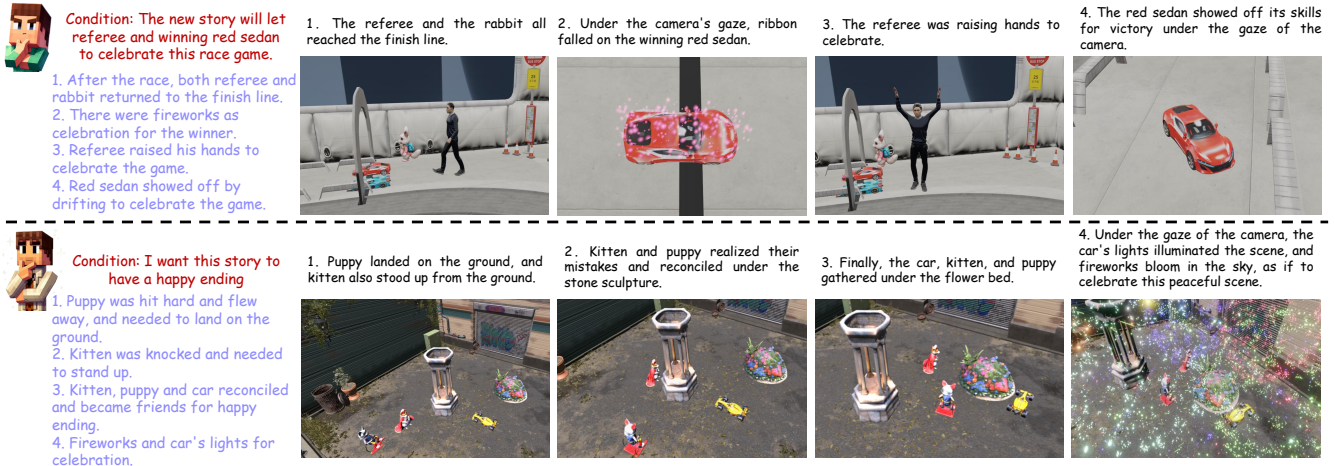 Condition: The new story will let
referee and winning red sedan
to celebrate this race game.
1. After the race, both referee and
rabbit returned to the finish line.
2. There were fireworks as
celebration for the winner.
3. Referee raised his hands to
celebrate the game.
4. Red sedan showed off by
drifting to celebrate the game.
1. The referee and the rabbit all
reached the finish line.
2. Under the camera's gaze, ribbon
falled on the winning red sedan.
3. The referee was raising hands to
celebrate.
4. The red sedan showed off its skills
for victory under the gaze of the
camera.
Condition: I want this story to
have a happy ending
1. Puppy was hit hard and flew
away, and needed to land on the
ground.
2. Kitten was knocked and needed
to stand up.
3. Kitten, puppy and car reconciled
and became friends for happy
ending.
4. Fireworks and car's lights for
celebration.
1. Puppy landed on the ground, and
kitten also stood up from the ground.
2. Kitten and puppy realized their
mistakes and reconciled under the
stone sculpture.
3. Finally, the car, kitten, and puppy
gathered under the flower bed.
4. Under the gaze of the camera, the
car's lights illuminated the scene, and
fireworks bloom in the sky, as if to
celebrate this peaceful scene.